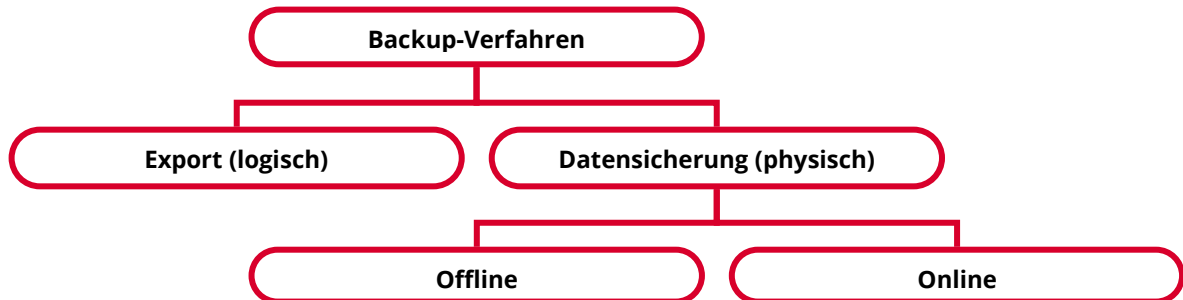 Backup-Verfahren
Export (logisch)
Datensicherung (physisch)
Offline
Online